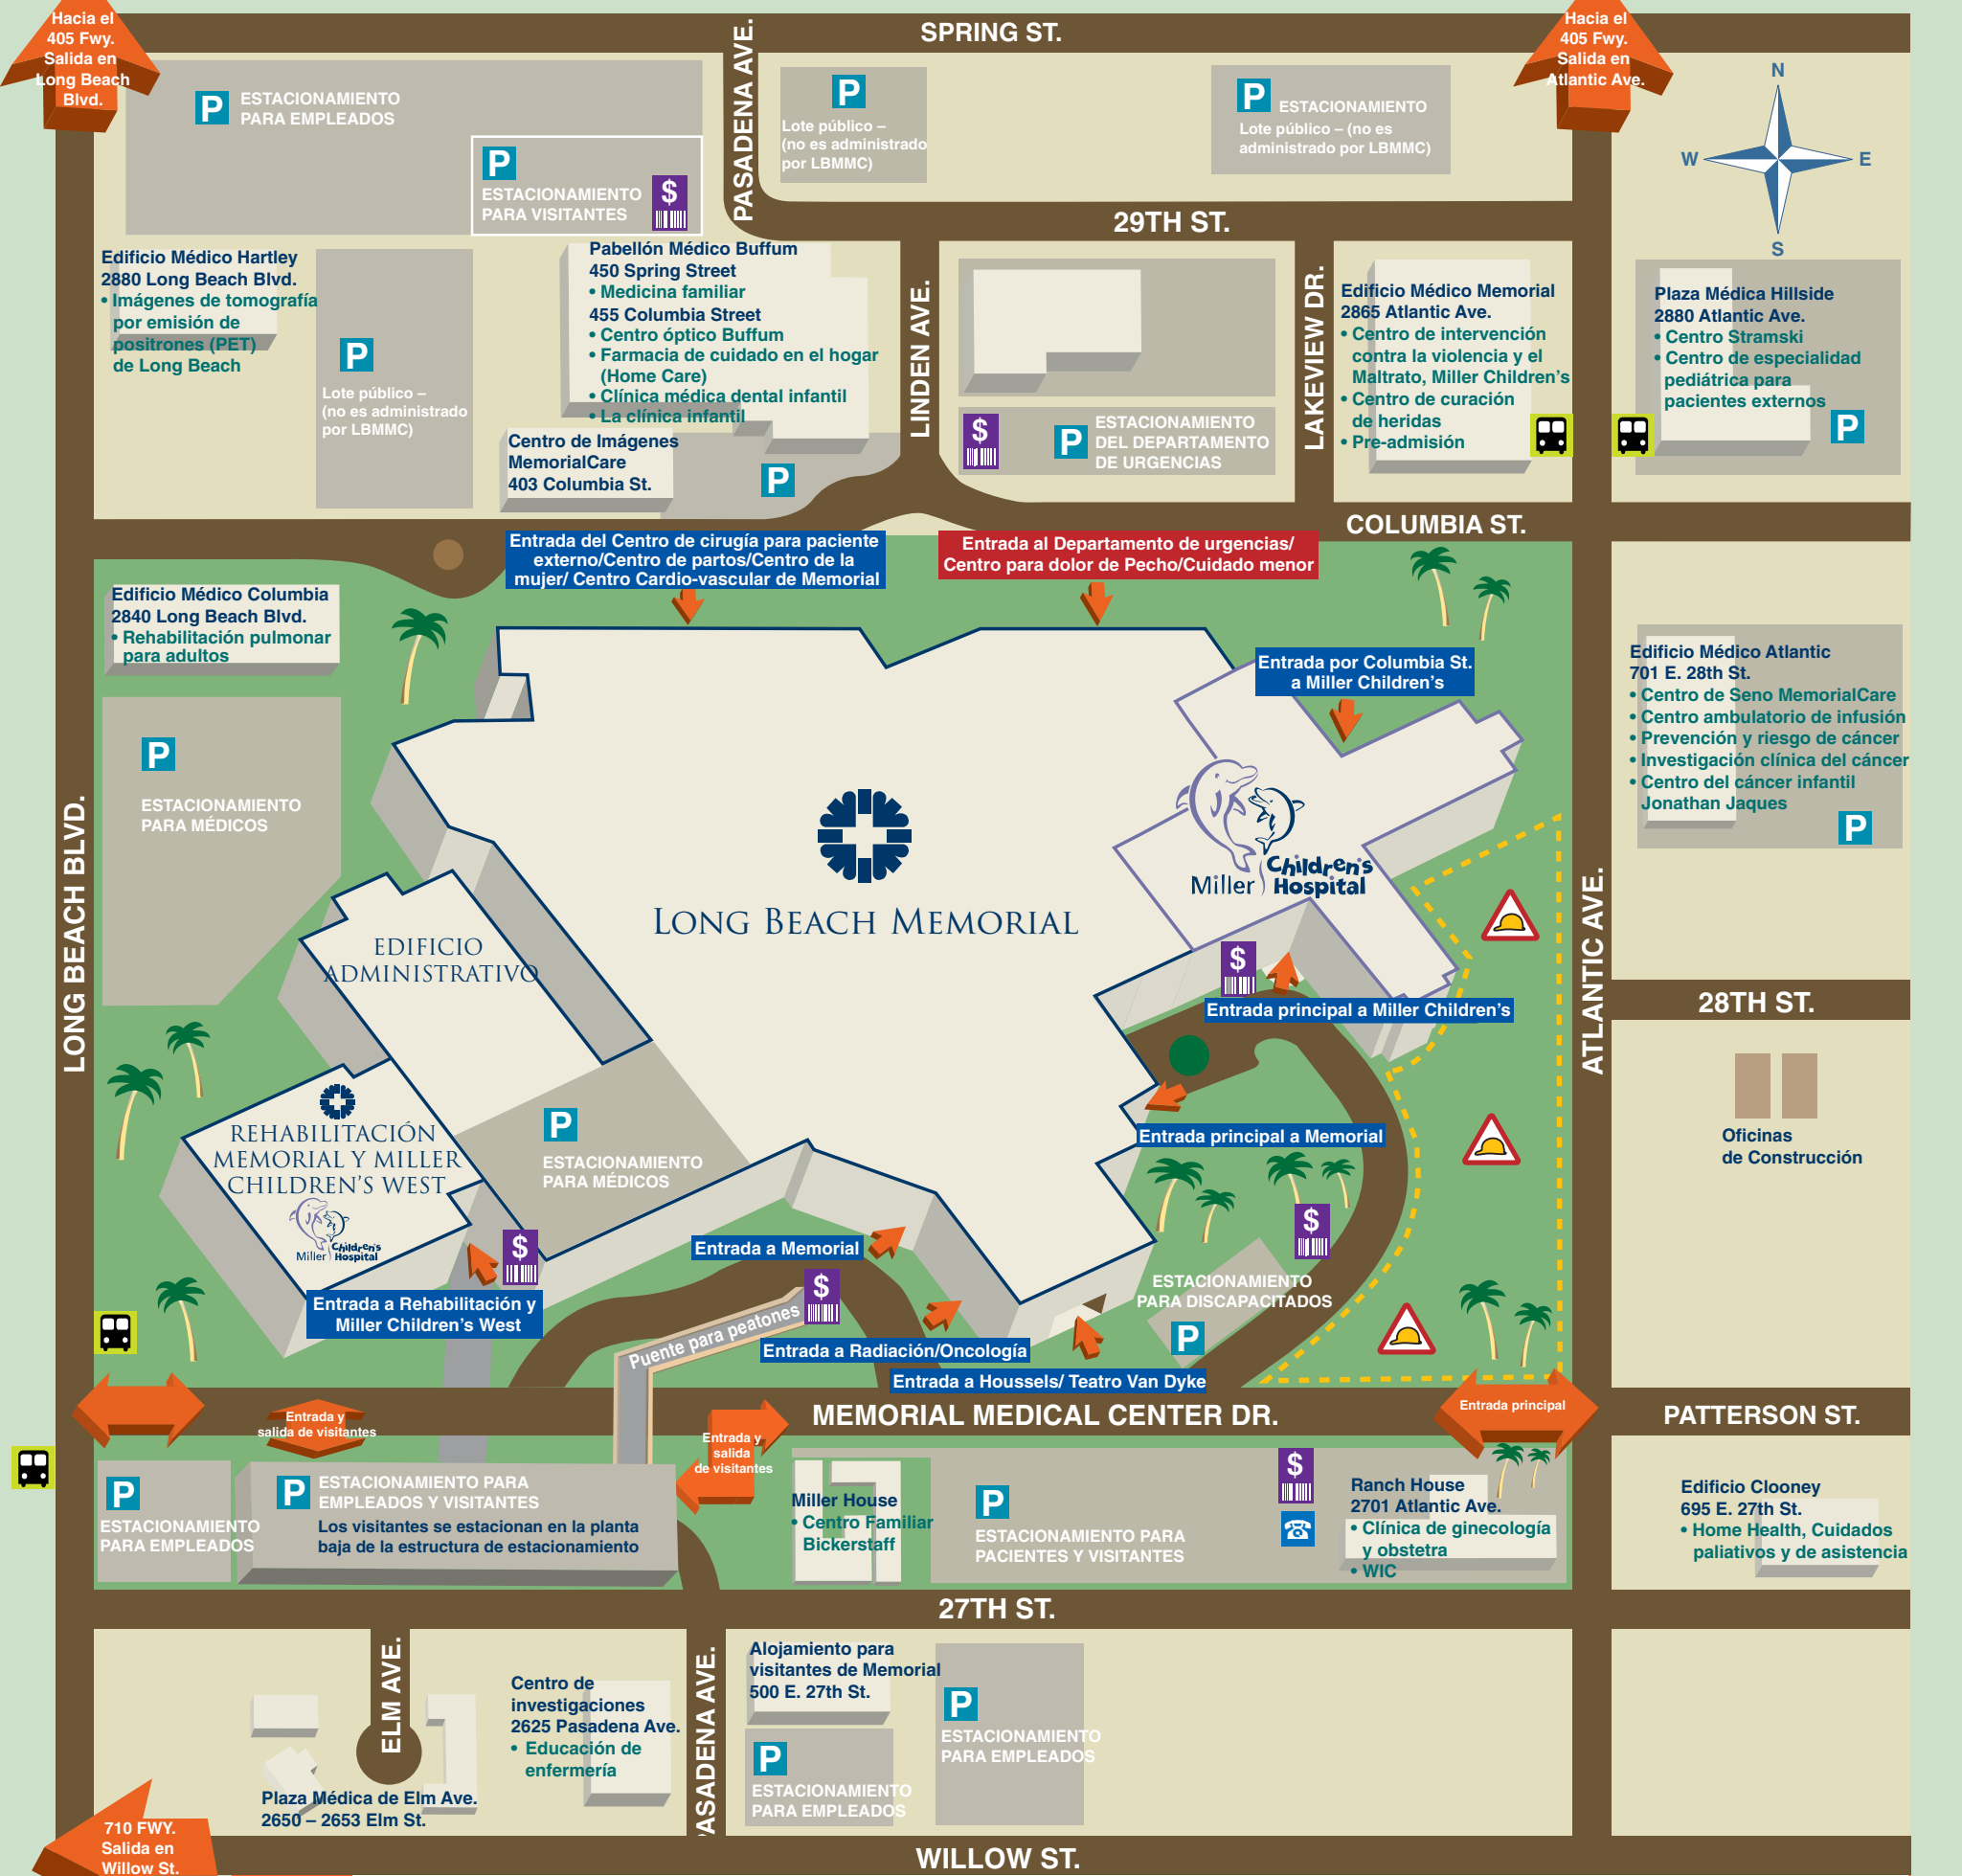 Hacia el
405 Fwy.
Salida en
Long Beach
Blvd.
SPRING ST.
Hacia el
405 Fwy.
Salida en
Atlantic Ave.
PASADENA AVE.
P
ESTACIONAMIENTO
PARA EMPLEADOS
P
ESTACIONAMIENTO
PARA VISITANTES
$
P
Lote público –
(no es administrado
por LBMMC)
P
ESTACIONAMIENTO
Lote público – (no es
administrado por LBMMC)
N
W
E
S
29TH ST.
Edificio Médico Hartley
2880 Long Beach Blvd.
• Imágenes de tomografía
por emisión de
positrones (PET)
de Long Beach
P
Lote público –
(no es administrado
por LBMMC)
Pabellón Médico Buffum
450 Spring Street
• Medicina familiar
455 Columbia Street
• Centro óptico Buffum
• Farmacia de cuidado en el hogar
(Home Care)
• Clínica médica dental infantil
• La clínica infantil
Centro de Imágenes
MemorialCare
403 Columbia St.
P
LINDEN AVE.
$
P
ESTACIONAMIENTO
DEL DEPARTAMENTO
DE URGENCIAS
LAKEVIEW DR.
Edificio Médico Memorial
2865 Atlantic Ave.
• Centro de intervención
contra la violencia y el
Maltrato, Miller Children's
• Centro de curación
de heridas
• Pre-admisión
Plaza Médica Hillside
2880 Atlantic Ave.
• Centro Stramski
• Centro de especialidad
pediátrica para
pacientes externos
P
COLUMBIA ST.
Entrada del Centro de cirugía para paciente
externo/Centro de partos/Centro de la
mujer/ Centro Cardio-vascular de Memorial
Entrada al Departamento de urgencias/
Centro para dolor de Pecho/Cuidado menor
Edificio Médico Columbia
2840 Long Beach Blvd.
• Rehabilitación pulmonar
para adultos
Entrada por Columbia St.
a Miller Children's
Edificio Médico Atlantic
701 E. 28th St.
• Centro de Seno MemorialCare
• Centro ambulatorio de infusión
• Prevención y riesgo de cáncer
• Investigación clínica del cáncer
• Centro del cáncer infantil
Jonathan Jaques
P
P
ESTACIONAMIENTO
PARA MÉDICOS
LONG BEACH BLVD.
LONG BEACH MEMORIAL
Miller Children's
Hospital
EDIFICIO
ADMINISTRATIVO
ATLANTIC AVE.
$
Entrada principal a Miller Children's
28TH ST.
Oficinas
de Construcción
REHABILITACIÓN
MEMORIAL Y MILLER
CHILDREN'S WEST
Miller Children's
Hospital
P
ESTACIONAMIENTO
PARA MÉDICOS
Entrada principal a Memorial
$
$
Entrada a Memorial
$
ESTACIONAMIENTO
PARA DISCAPACITADOS
P
Entrada a Rehabilitación y
Miller Children's West
Puente para peatones
Entrada a Radiación/Oncología
Entrada a Houssels/ Teatro Van Dyke
Entrada y
salida de visitantes
MEMORIAL MEDICAL CENTER DR.
Entrada principal
PATTERSON ST.
Entrada y
salida
de visitantes
P
ESTACIONAMIENTO
PARA EMPLEADOS
P
ESTACIONAMIENTO PARA
EMPLEADOS Y VISITANTES
Los visitantes se estacionan en la planta
baja de la estructura de estacionamiento
Miller House
• Centro Familiar
Bickerstaff
P
ESTACIONAMIENTO PARA
PACIENTES Y VISITANTES
$
Ranch House
2701 Atlantic Ave.
• Clínica de ginecología
y obstetra
• WIC
Edificio Clooney
695 E. 27th St.
• Home Health, Cuidados
paliativos y de asistencia
27TH ST.
ELM AVE.
Plaza Médica de Elm Ave.
2650 – 2653 Elm St.
Centro de
investigaciones
2625 Pasadena Ave.
• Educación de
enfermería
PASADENA AVE.
Alojamiento para
visitantes de Memorial
500 E. 27th St.
P
ESTACIONAMIENTO
PARA EMPLEADOS
P
ESTACIONAMIENTO
PARA EMPLEADOS
710 FWY.
Salida en
Willow St.
WILLOW ST.